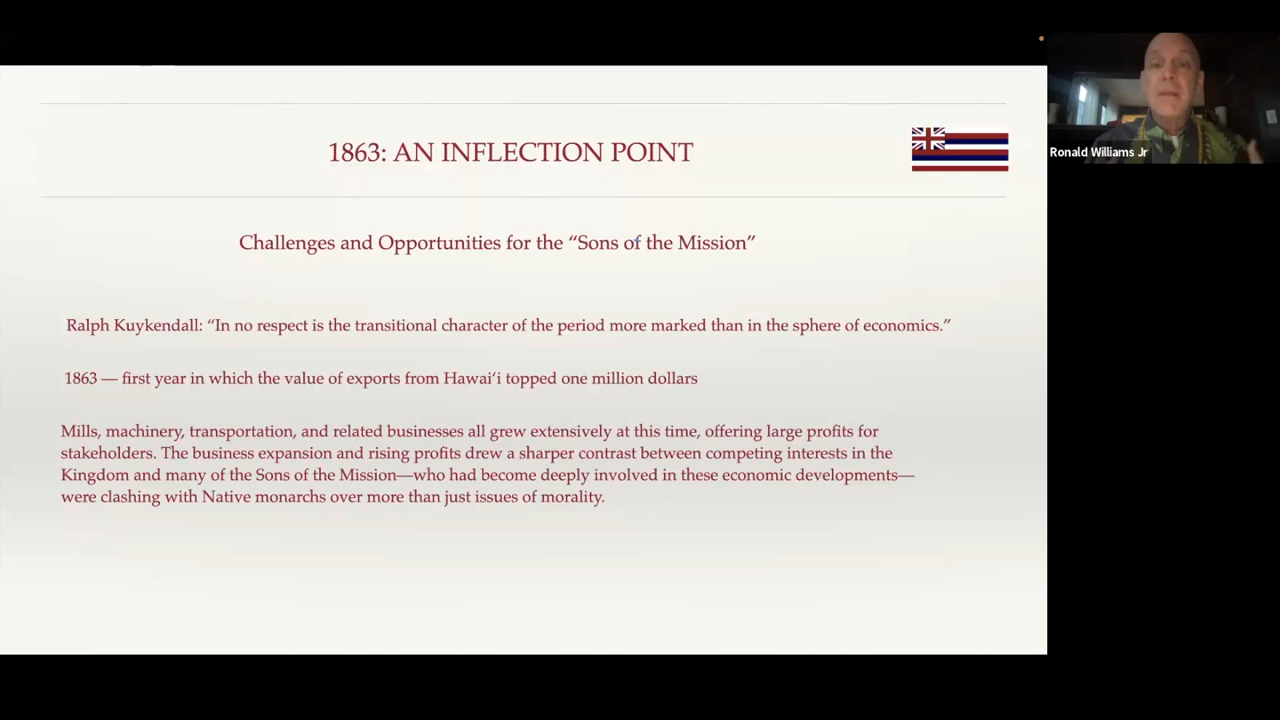 1863: AN INFLECTION POINT
Challenges and Opportunities for the “Sons of the Mission”
Ralph Kuykendall: “In no respect is the transitional character of the period more marked than in the sphere of economics.”
1863 — first year in which the value of exports from Hawaiʻi topped one million dollars
Mills, machinery, transportation, and related businesses all grew extensively at this time, offering large profits for
stakeholders. The business expansion and rising profits drew a sharper contrast between competing interests in the
Kingdom and many of the Sons of the Mission—who had become deeply involved in these economic developments—
were clashing with Native monarchs over more than just issues of morality.
Ronald Williams Jr